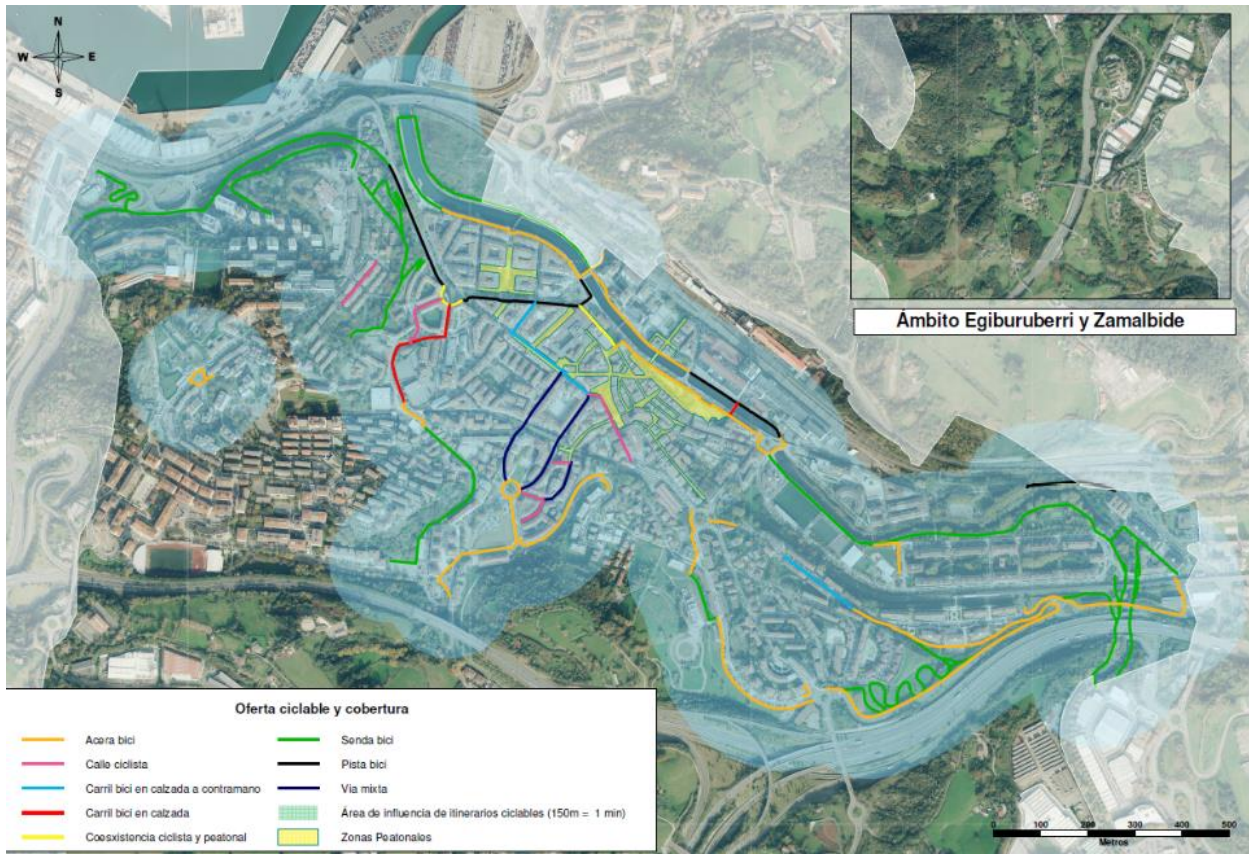 N
W E
S
Ámbito Egiburuberri y Zamalbide
Oferta ciclable y cobertura
Acera bici
Senda bici
Calle ciclista
Pista bici
Carril bici en calzada a contramano
Via mixta
Carril bici en calzada
Área de influencia de itinerarios ciclables (150m = 1 min)
Coesxistencia ciclista y peatonal
Zonas Peatonales
0 100 200 300 400 500
Metros